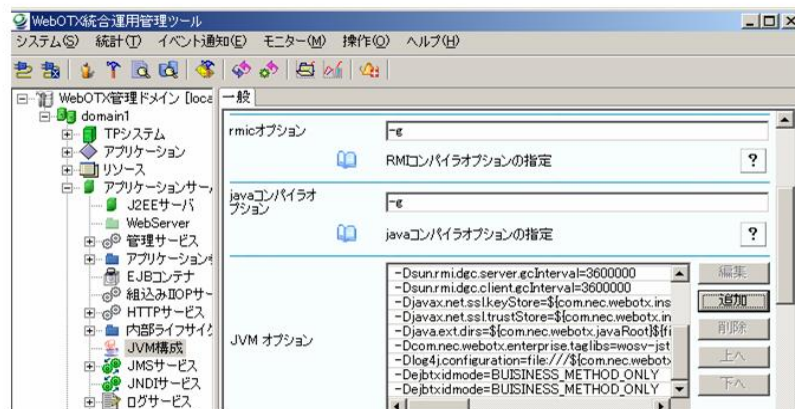 WebOTX統合運用管理ツール
システム(S) 統計(T) イベント通知(E) モニター(M) 操作(O) ヘルプ(H)
WebOTX管理ドメイン [loca
domain1
TPシステム
アプリケーション
リソース
アプリケーションサー
J2EEサーバ
WebServer
管理サービス
アプリケーション
EJBコンテナ
組込みIIOPサー
HTTPサービス
内部ライフサイク
JVM構成
JMSサービス
JNDIサービス
ログサービス
一般
rmicオプション
-g
RMIコンパイラオプションの指定
?
javaコンパイラオ
プション
-g
javaコンパイラオプションの指定
?
JVM オプション
-Dsun.rmi.dgc.server.gcInterval=3600000
-Dsun.rmi.dgc.client.gcInterval=3600000
-Djavax.net.ssl.keyStore=${com.nec.webotx.ins
-Djavax.net.ssl.trustStore=${com.nec.webotx.in
-Djava.ext.dirs=${com.nec.webotx.javaRoot}${fi
-Dcom.nec.webotx.enterprise.taglibs=wosv-jst
-Dlog4j.configuration=file:///${com.nec.webotx
-Dejbtxidmode=BUISINESS_METHOD_ONLY
-Dejbtxidmode=BUISINESS_METHOD_ONLY
編集
追加
削除
上へ
下へ